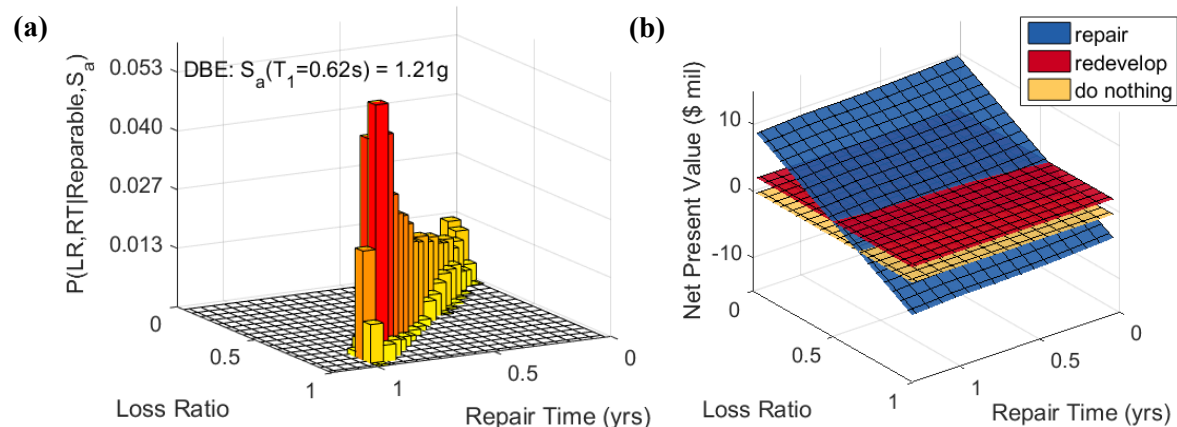 (a)
DBE: Sₐ(T₁=0.62s) = 1.21g
P(LR,RT|Reparable,Sₐ)
0.053
0.040
0.027
0.013
0
0.5
1
Loss Ratio
1
0.5
0
Repair Time (yrs)
(b)
repair
redevelop
do nothing
Net Present Value ($ mil)
10
0
-10
0
0.5
1
Loss Ratio
1
0.5
0
Repair Time (yrs)